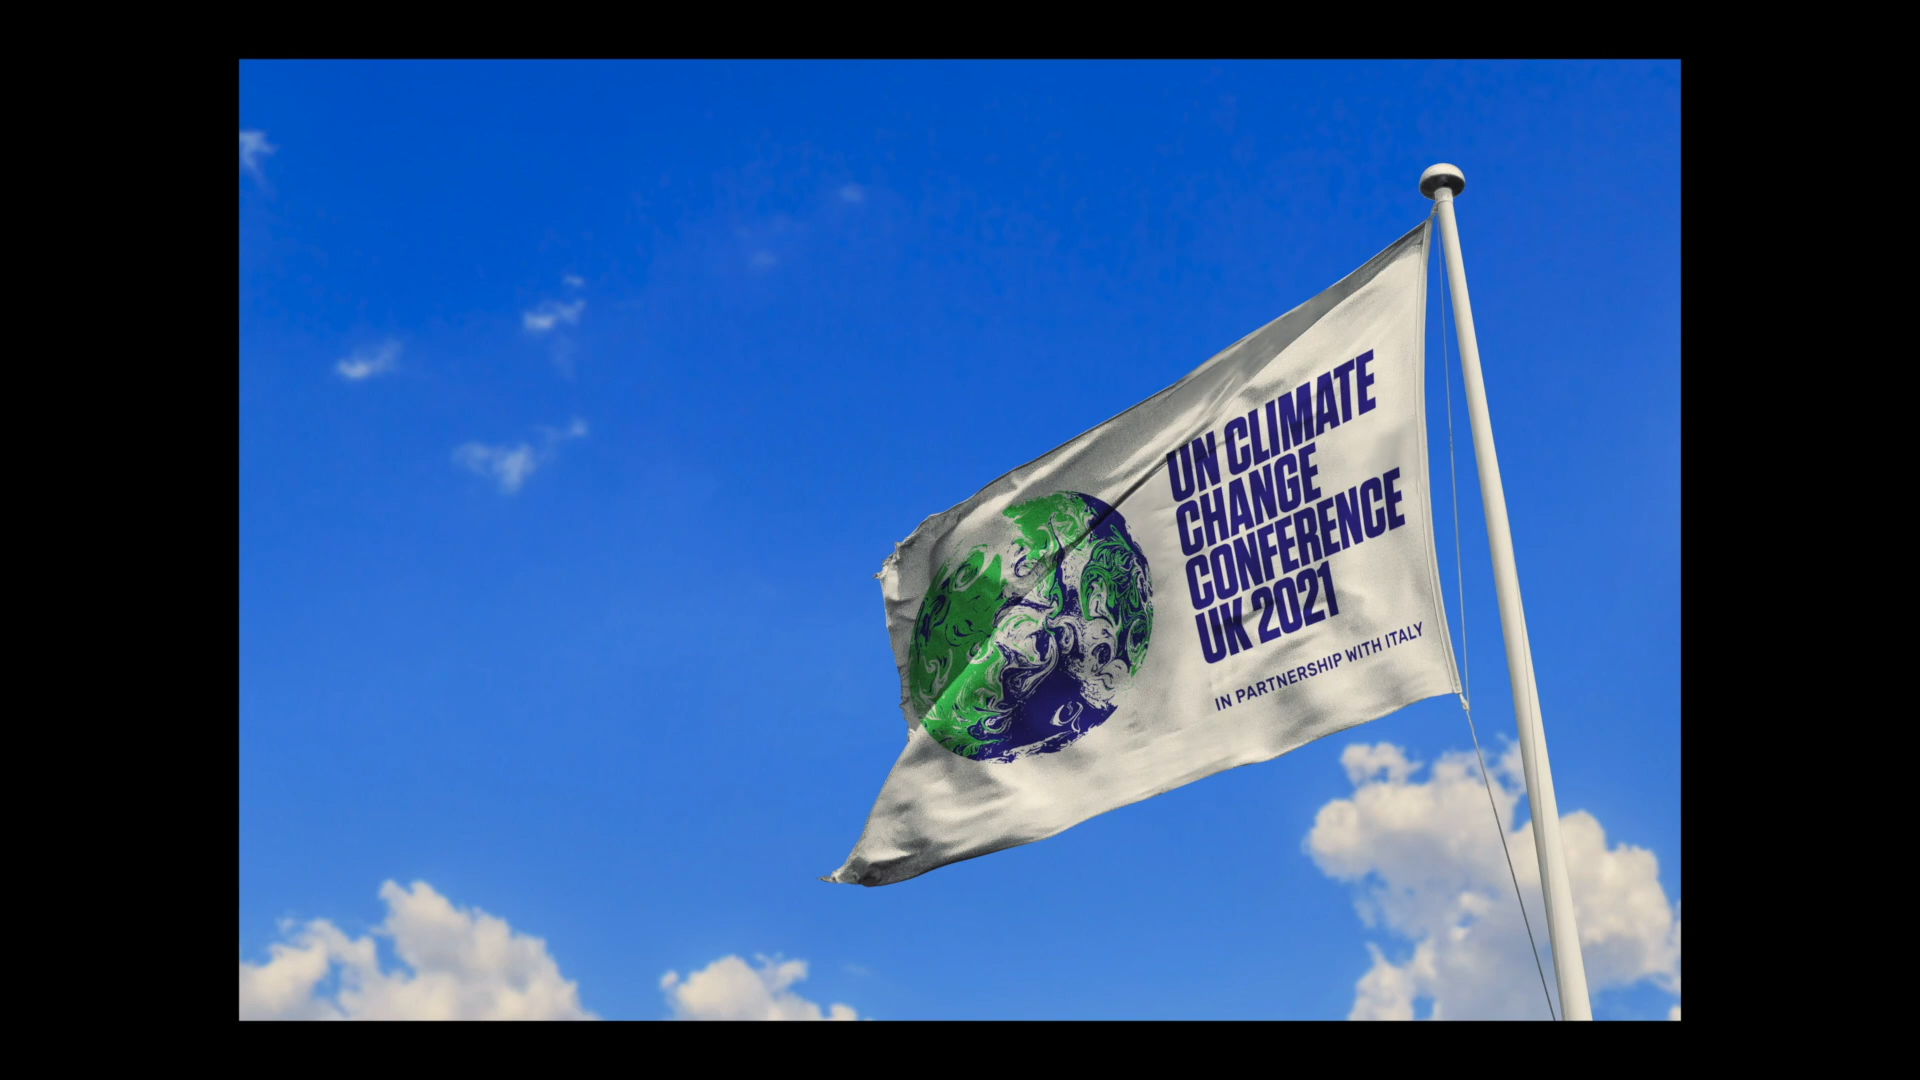 UN CLIMATE
CHANGE
CONFERENCE
UK 2021
IN PARTNERSHIP WITH ITALY